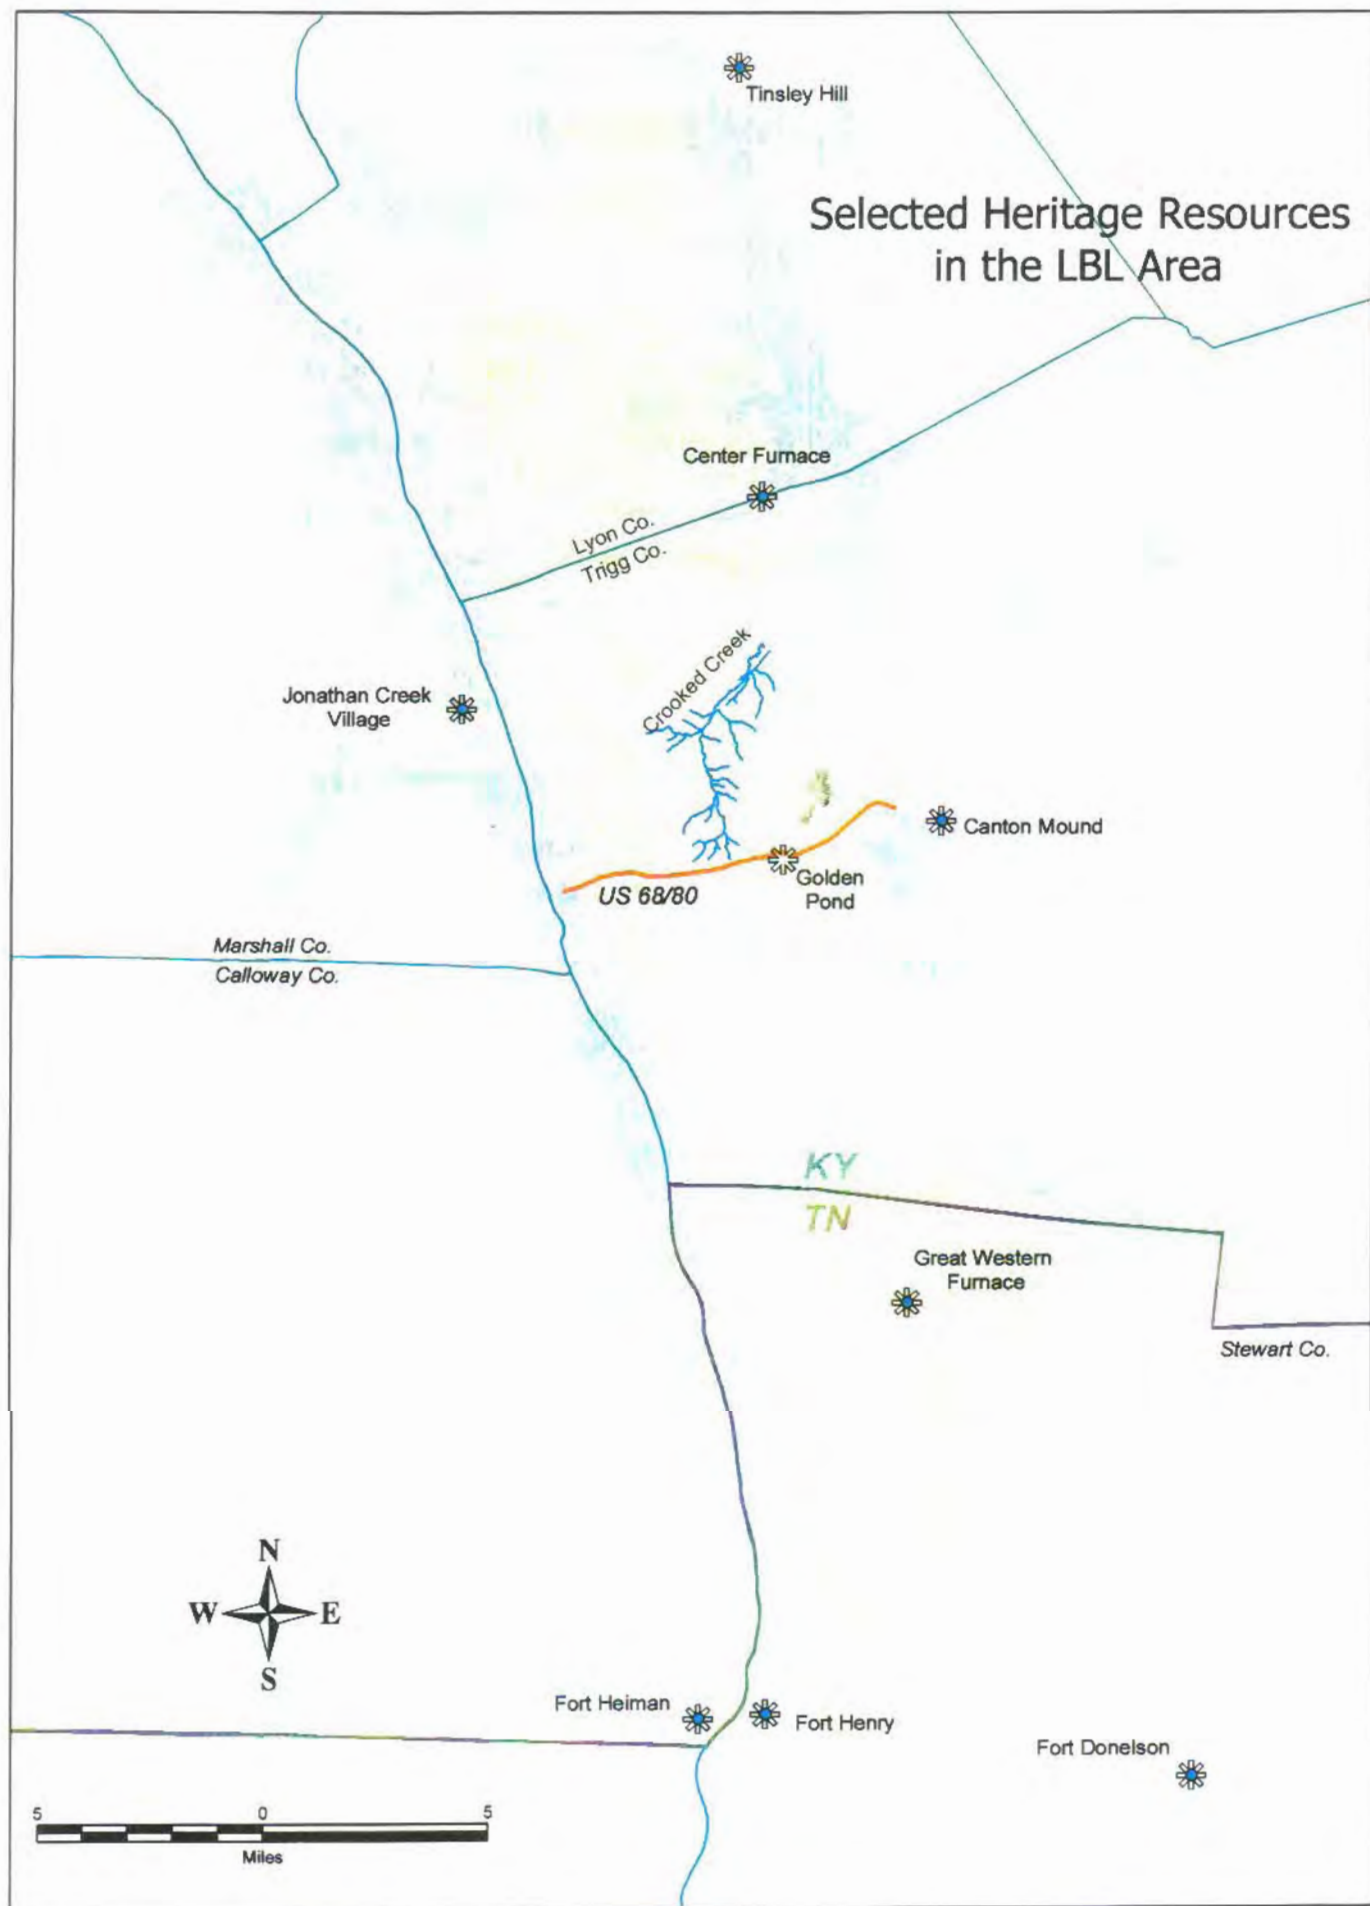 Tinsley Hill
Selected Heritage Resources
in the LBL Area
Center Furnace
Lyon Co.
Trigg Co.
Crooked Creek
Jonathan Creek
Village
Canton Mound
Golden
Pond
US 68/80
Marshall Co.
Calloway Co.
KY
TN
Great Western
Furnace
Stewart Co.
N
W E
S
Fort Heiman
Fort Henry
Fort Donelson
5 0 5
Miles